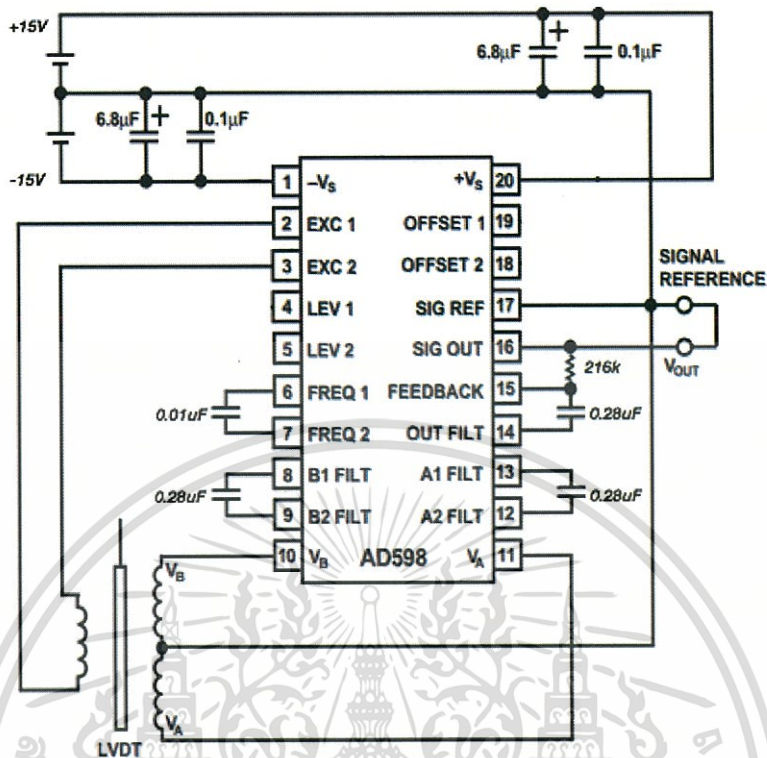 +15V
6.8µF
+
0.1µF
6.8µF
+
0.1µF
-15V
1 –VS
+VS 20
2 EXC 1
OFFSET 1 19
3 EXC 2
OFFSET 2 18
SIGNAL
REFERENCE
4 LEV 1
SIG REF 17
5 LEV 2
SIG OUT 16
VOUT
216k
6 FREQ 1
FEEDBACK 15
0.01uF
0.28uF
7 FREQ 2
OUT FILT 14
8 B1 FILT
A1 FILT 13
0.28uF
0.28uF
9 B2 FILT
A2 FILT 12
10 VB
AD598
VA 11
VB
VA
LVDT